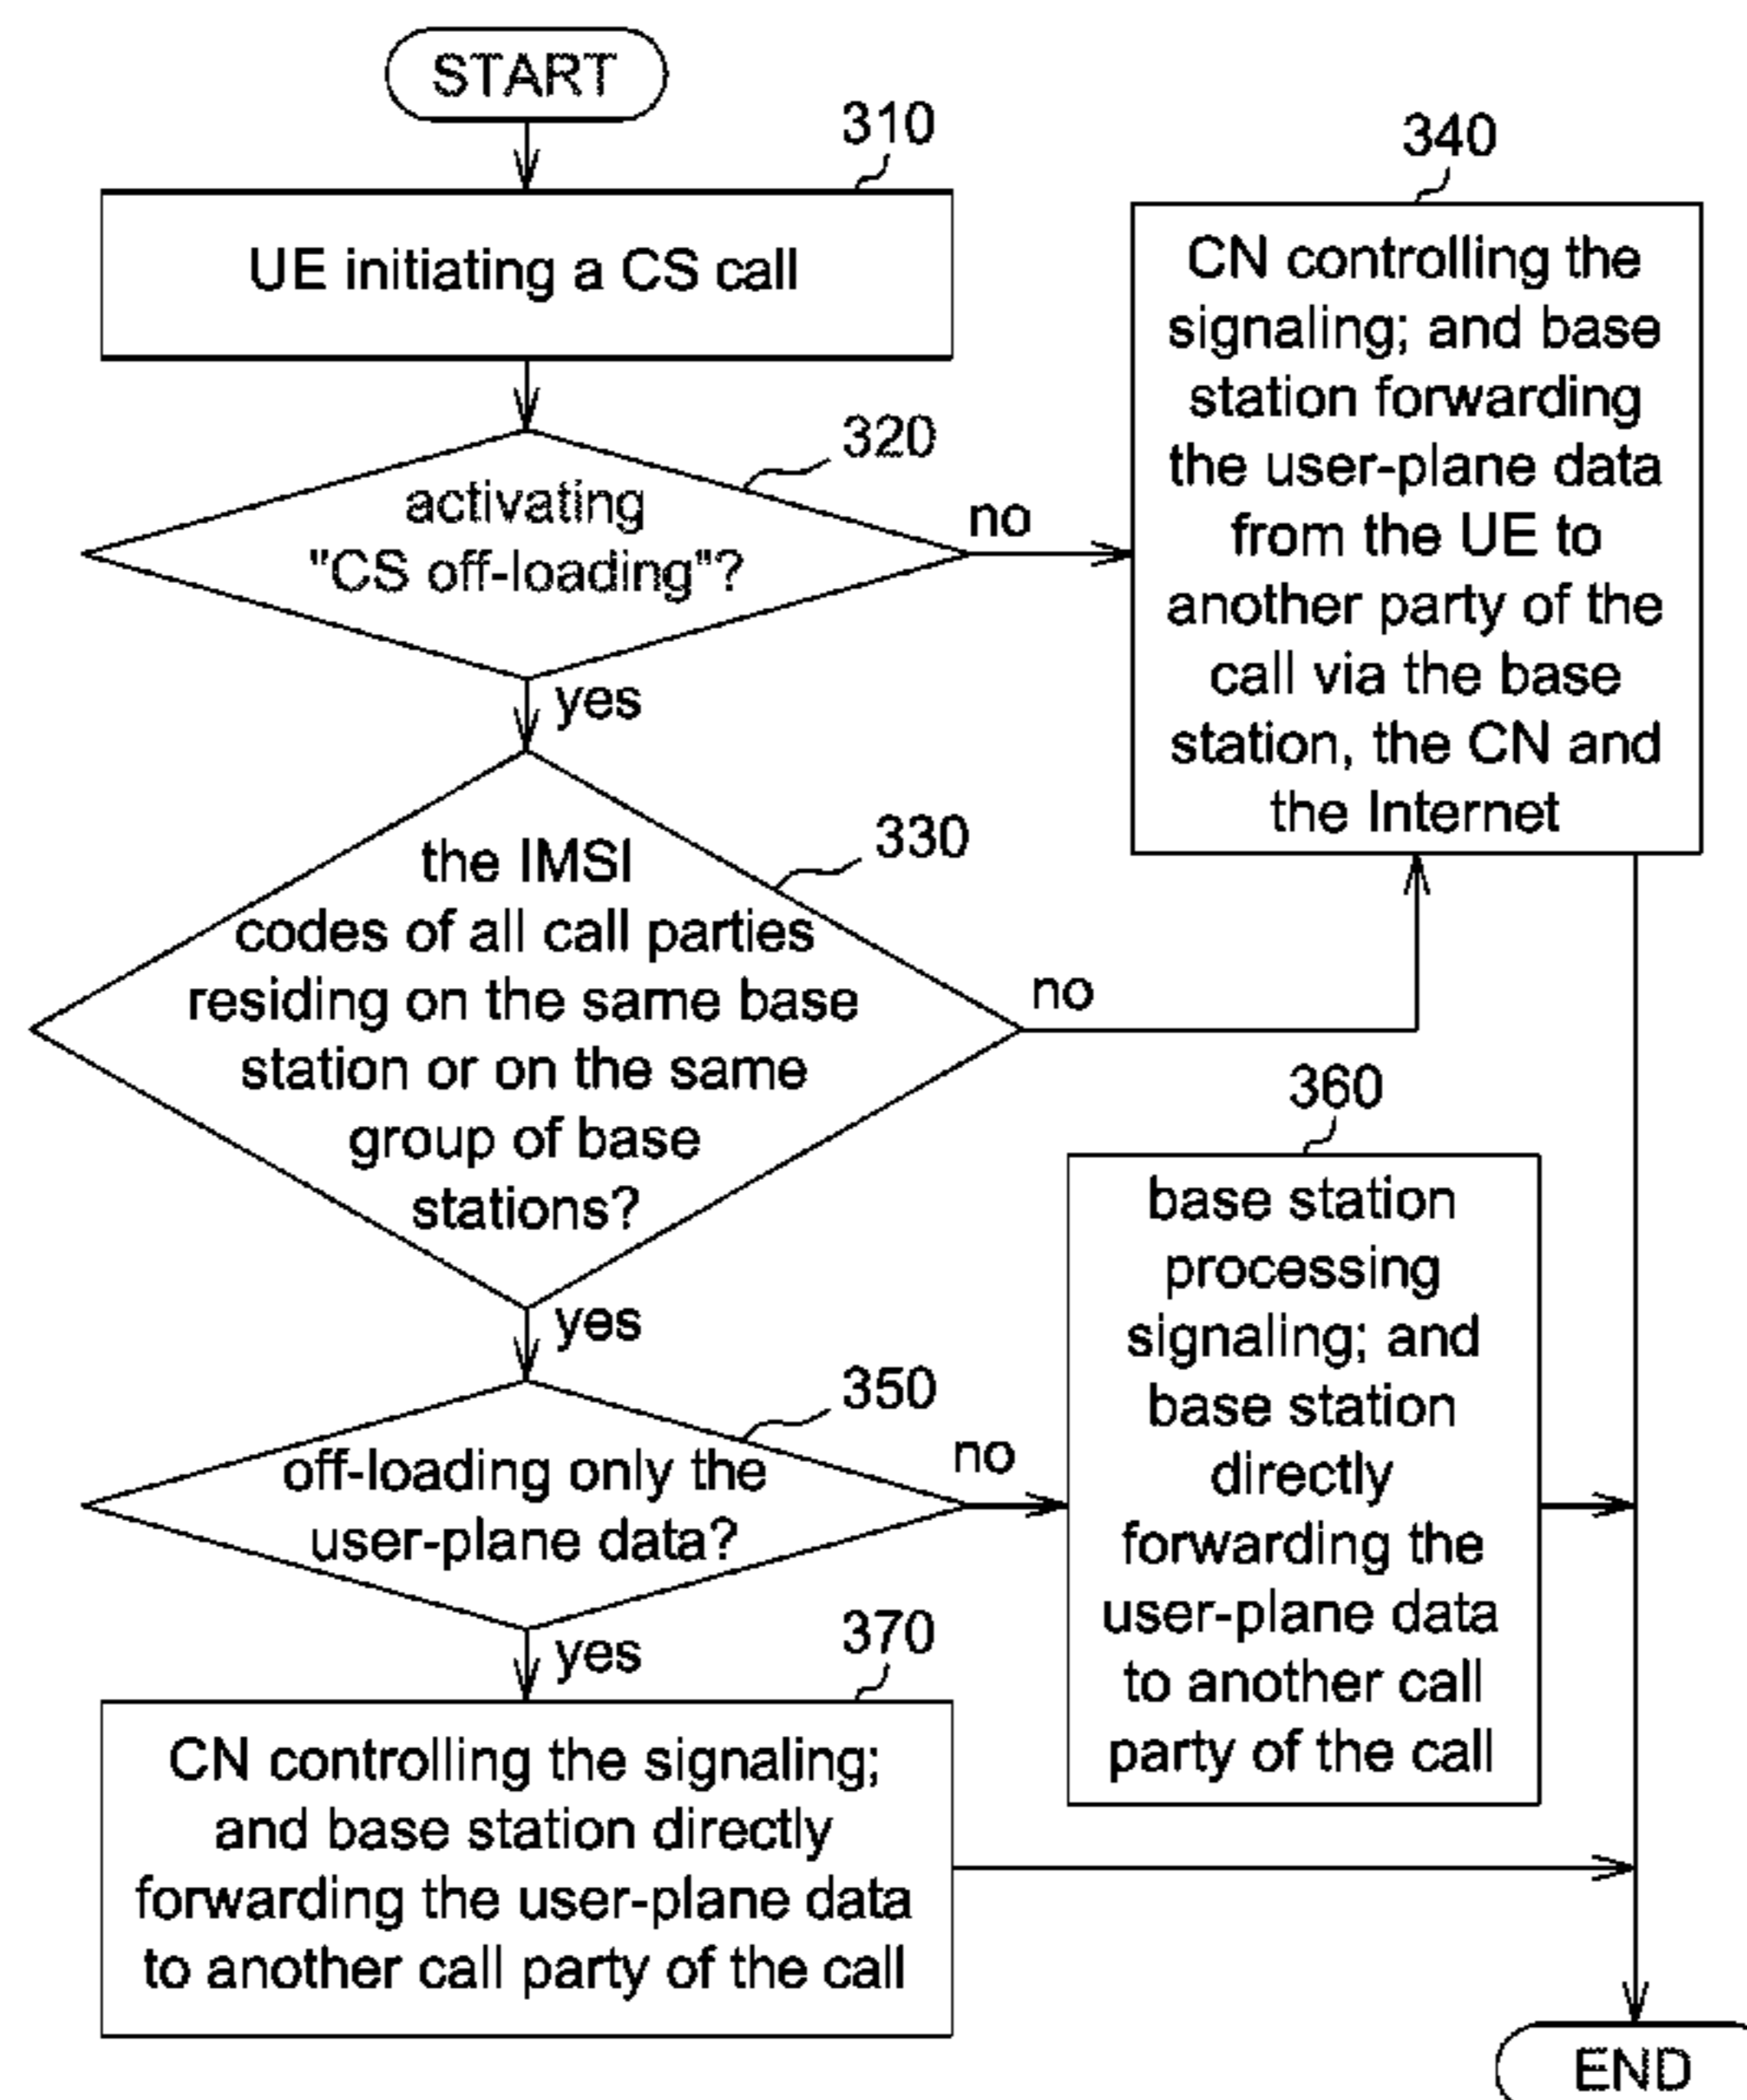 START
310
UE initiating a CS call
320
activating
"CS off-loading"?
no
yes
340
CN controlling the
signaling; and base
station forwarding
the user-plane data
from the UE to
another party of the
call via the base
station, the CN and
the Internet
330
the IMSI
codes of all call parties
residing on the same base
station or on the same
group of base
stations?
no
yes
350
off-loading only the
user-plane data?
no
yes
360
base station
processing
signaling; and
base station
directly
forwarding the
user-plane data
to another call
party of the call
370
CN controlling the signaling;
and base station directly
forwarding the user-plane data
to another call party of the call
END